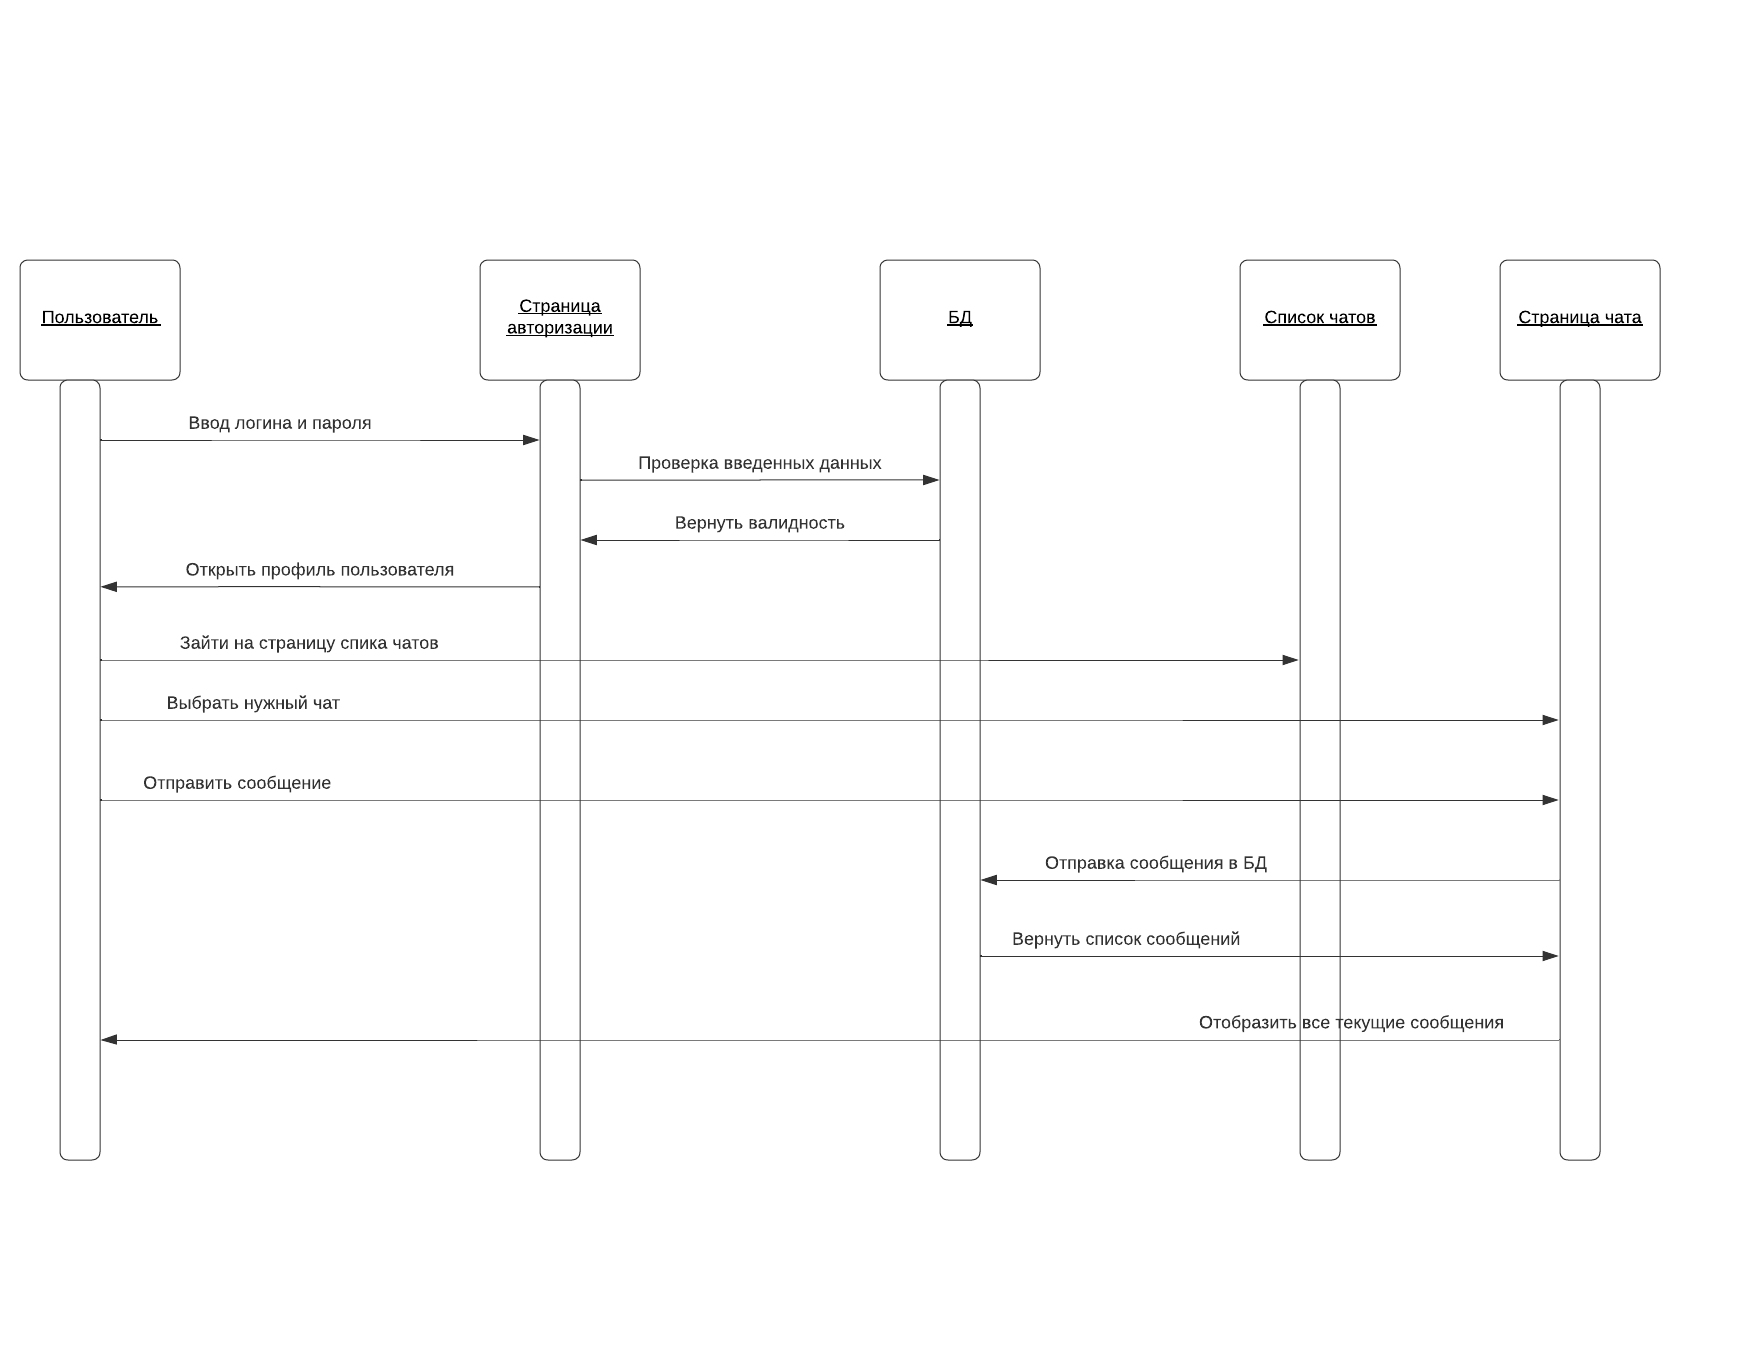 Пользователь
Страница
авторизации
БД
Список чатов
Страница чата
Ввод логина и пароля
Проверка введенных данных
Вернуть валидность
Открыть профиль пользователя
Зайти на страницу спика чатов
Выбрать нужный чат
Отправить сообщение
Отправка сообщения в БД
Вернуть список сообщений
Отобразить все текущие сообщения